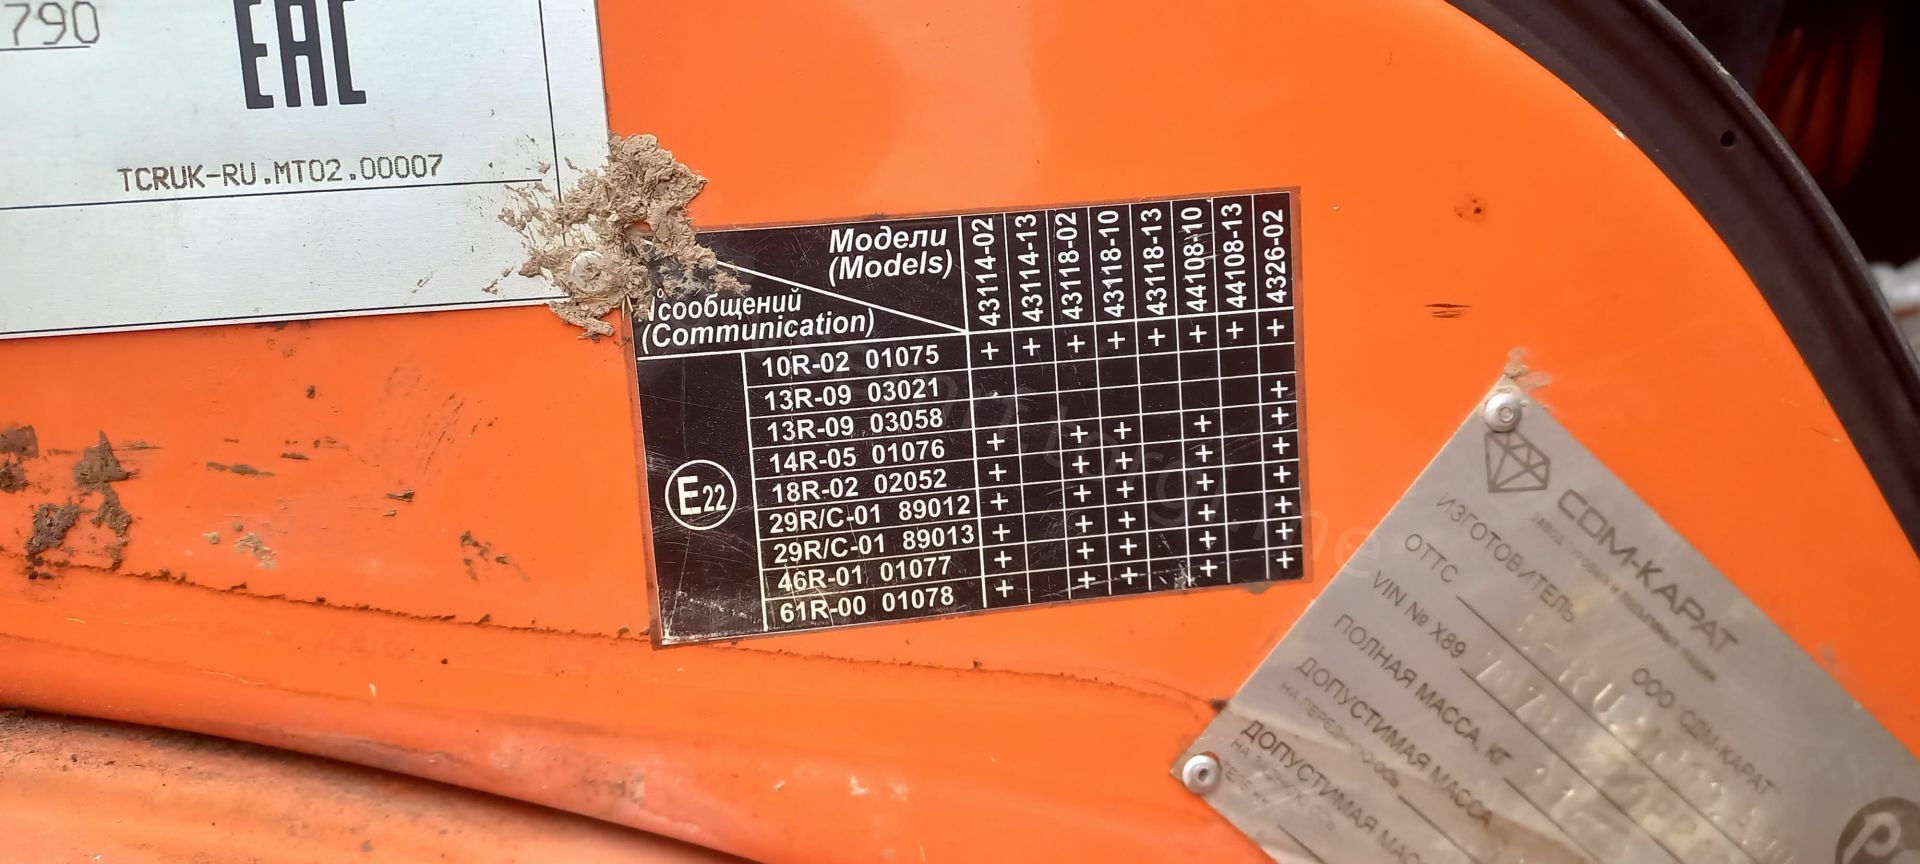 790
EAC
TCRUK-RU.MT02.00007
Модели
(Models)
сообщений
(Communication)
43114-02
43114-13
43118-02
43118-10
43118-13
44108-10
44108-13
4326-02
E22
10R-02 01075 + + + + + + + +
13R-09 03021
13R-09 03058 +
14R-05 01076 + + + + +
18R-02 02052 + + + + +
29R/C-01 89012 + + + + +
29R/C-01 89013 + + + + +
46R-01 01077 + + + + +
61R-00 01078 + + + + +
СДМ-КАРАТ
ИЗГОТОВИТЕЛЬ ООО "СДМ-КАРАТ
ОТТС
VIN № X89
ПОЛНАЯ МАССА, КГ
ДОПУСТИМАЯ МАССА
ДОПУСТИМАЯ МАСС